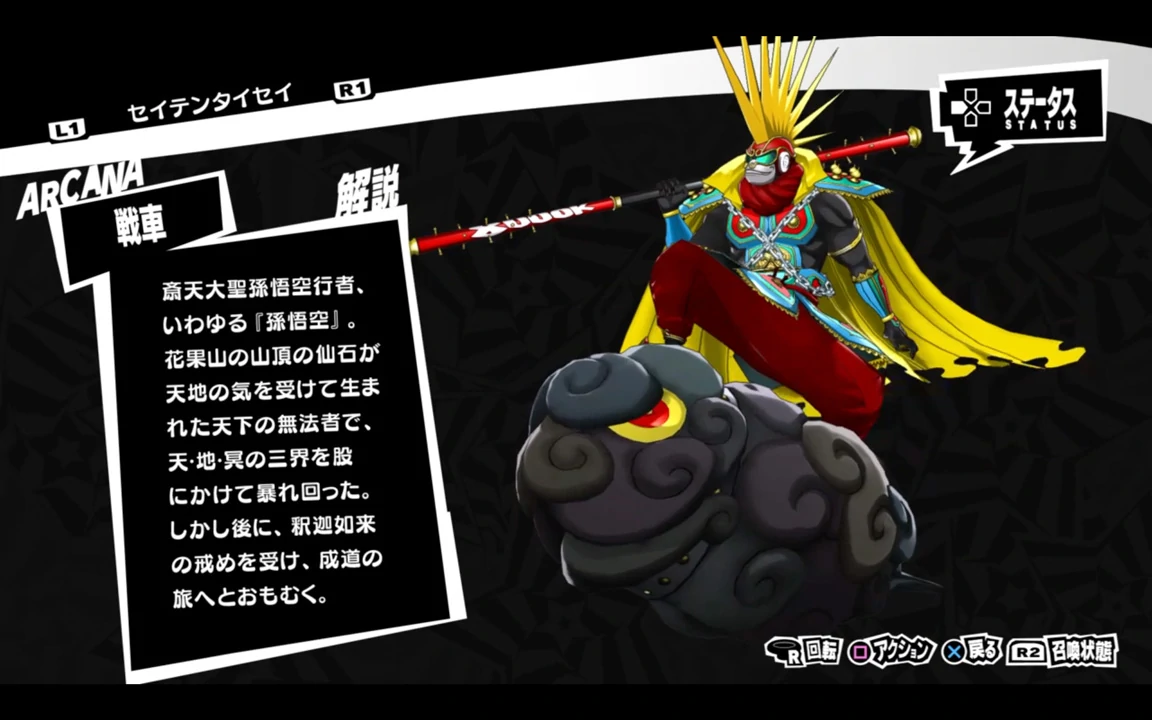 L1
セイテンタイセイ
R1
ステータス
STATUS
ARCANA
戦車
解説
斎天大聖孫悟空行者、
いわゆる『孫悟空』。
花果山の山頂の仙石が
天地の気を受けて生ま
れた天下の無法者で、
天·地·冥の三界を股
にかけて暴れ回った。
しかし後に、釈迦如来
の戒めを受け、成道の
旅へとおもむく。
R 回転
アクション
戻る
R2 召喚状態